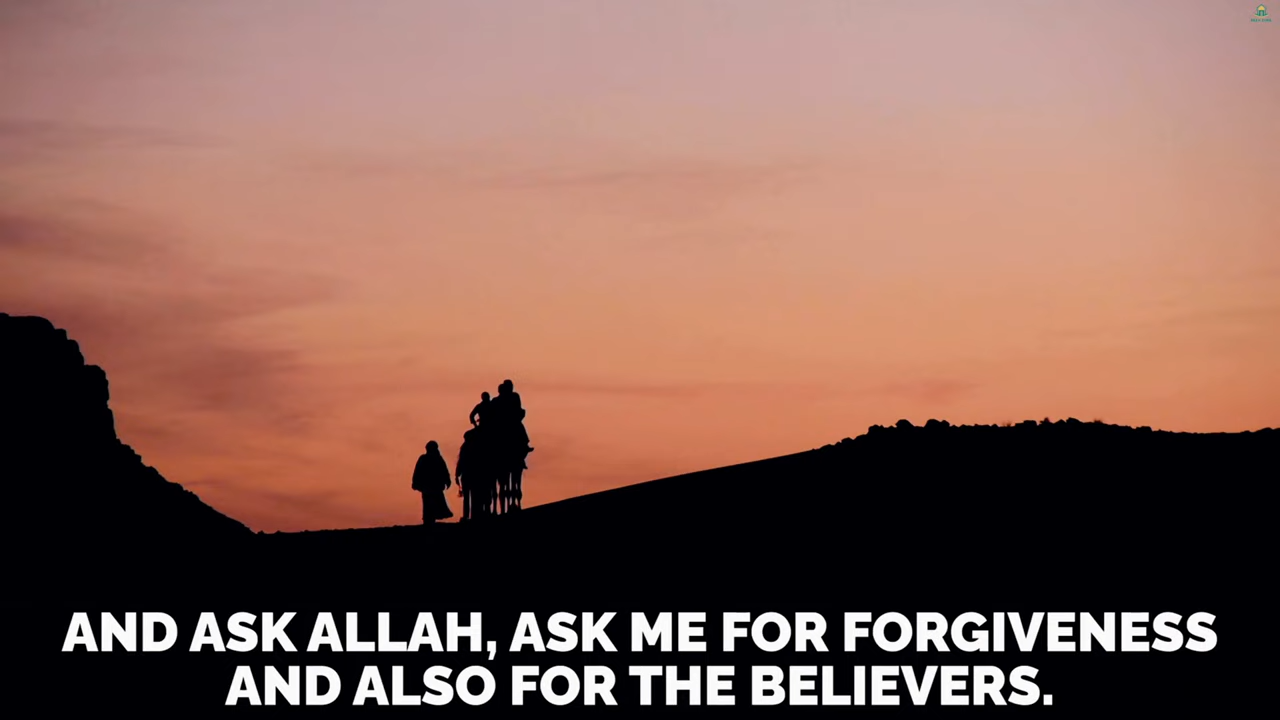 AND ASK ALLAH, ASK ME FOR FORGIVENESS
AND ALSO FOR THE BELIEVERS.